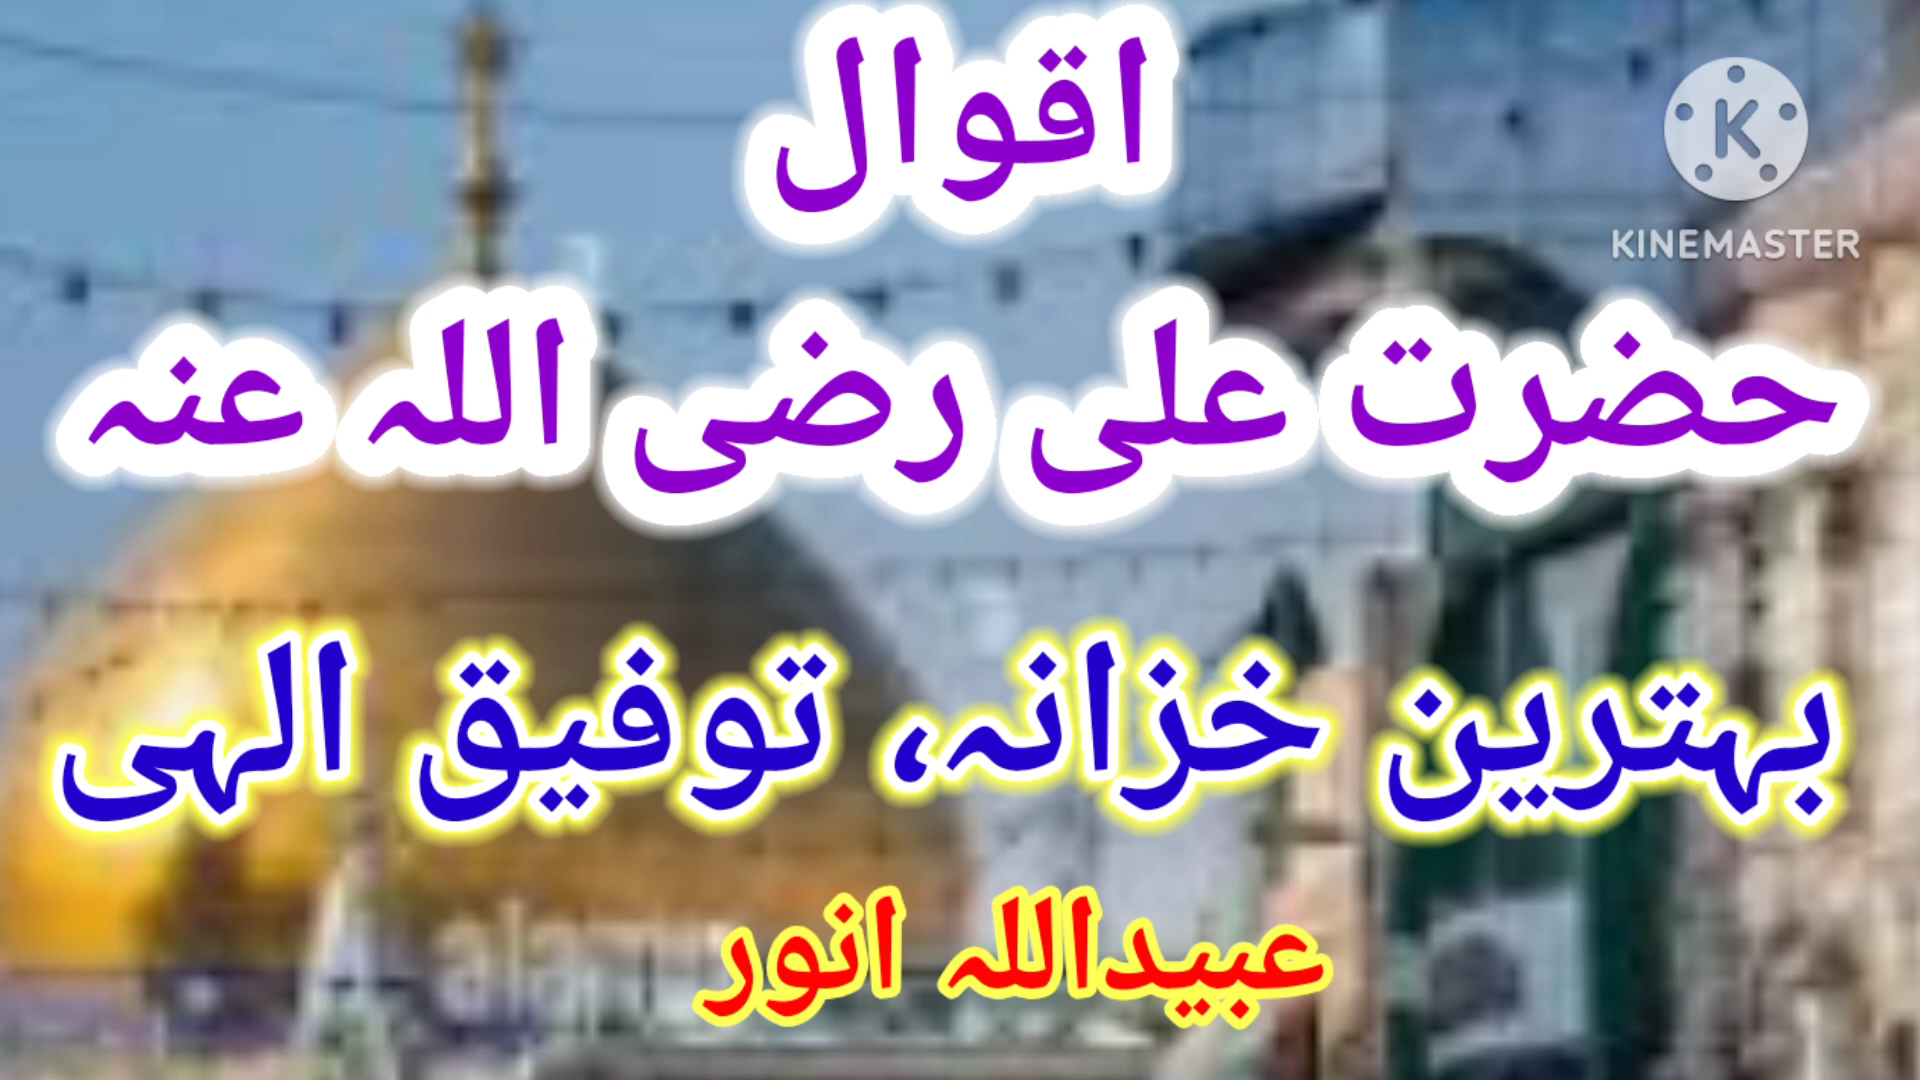 اقوال
KINEMASTER
حضرت علی رضی اللہ عنہ
بہترین خزانہ، توفیق الہی
عبیداللہ انور